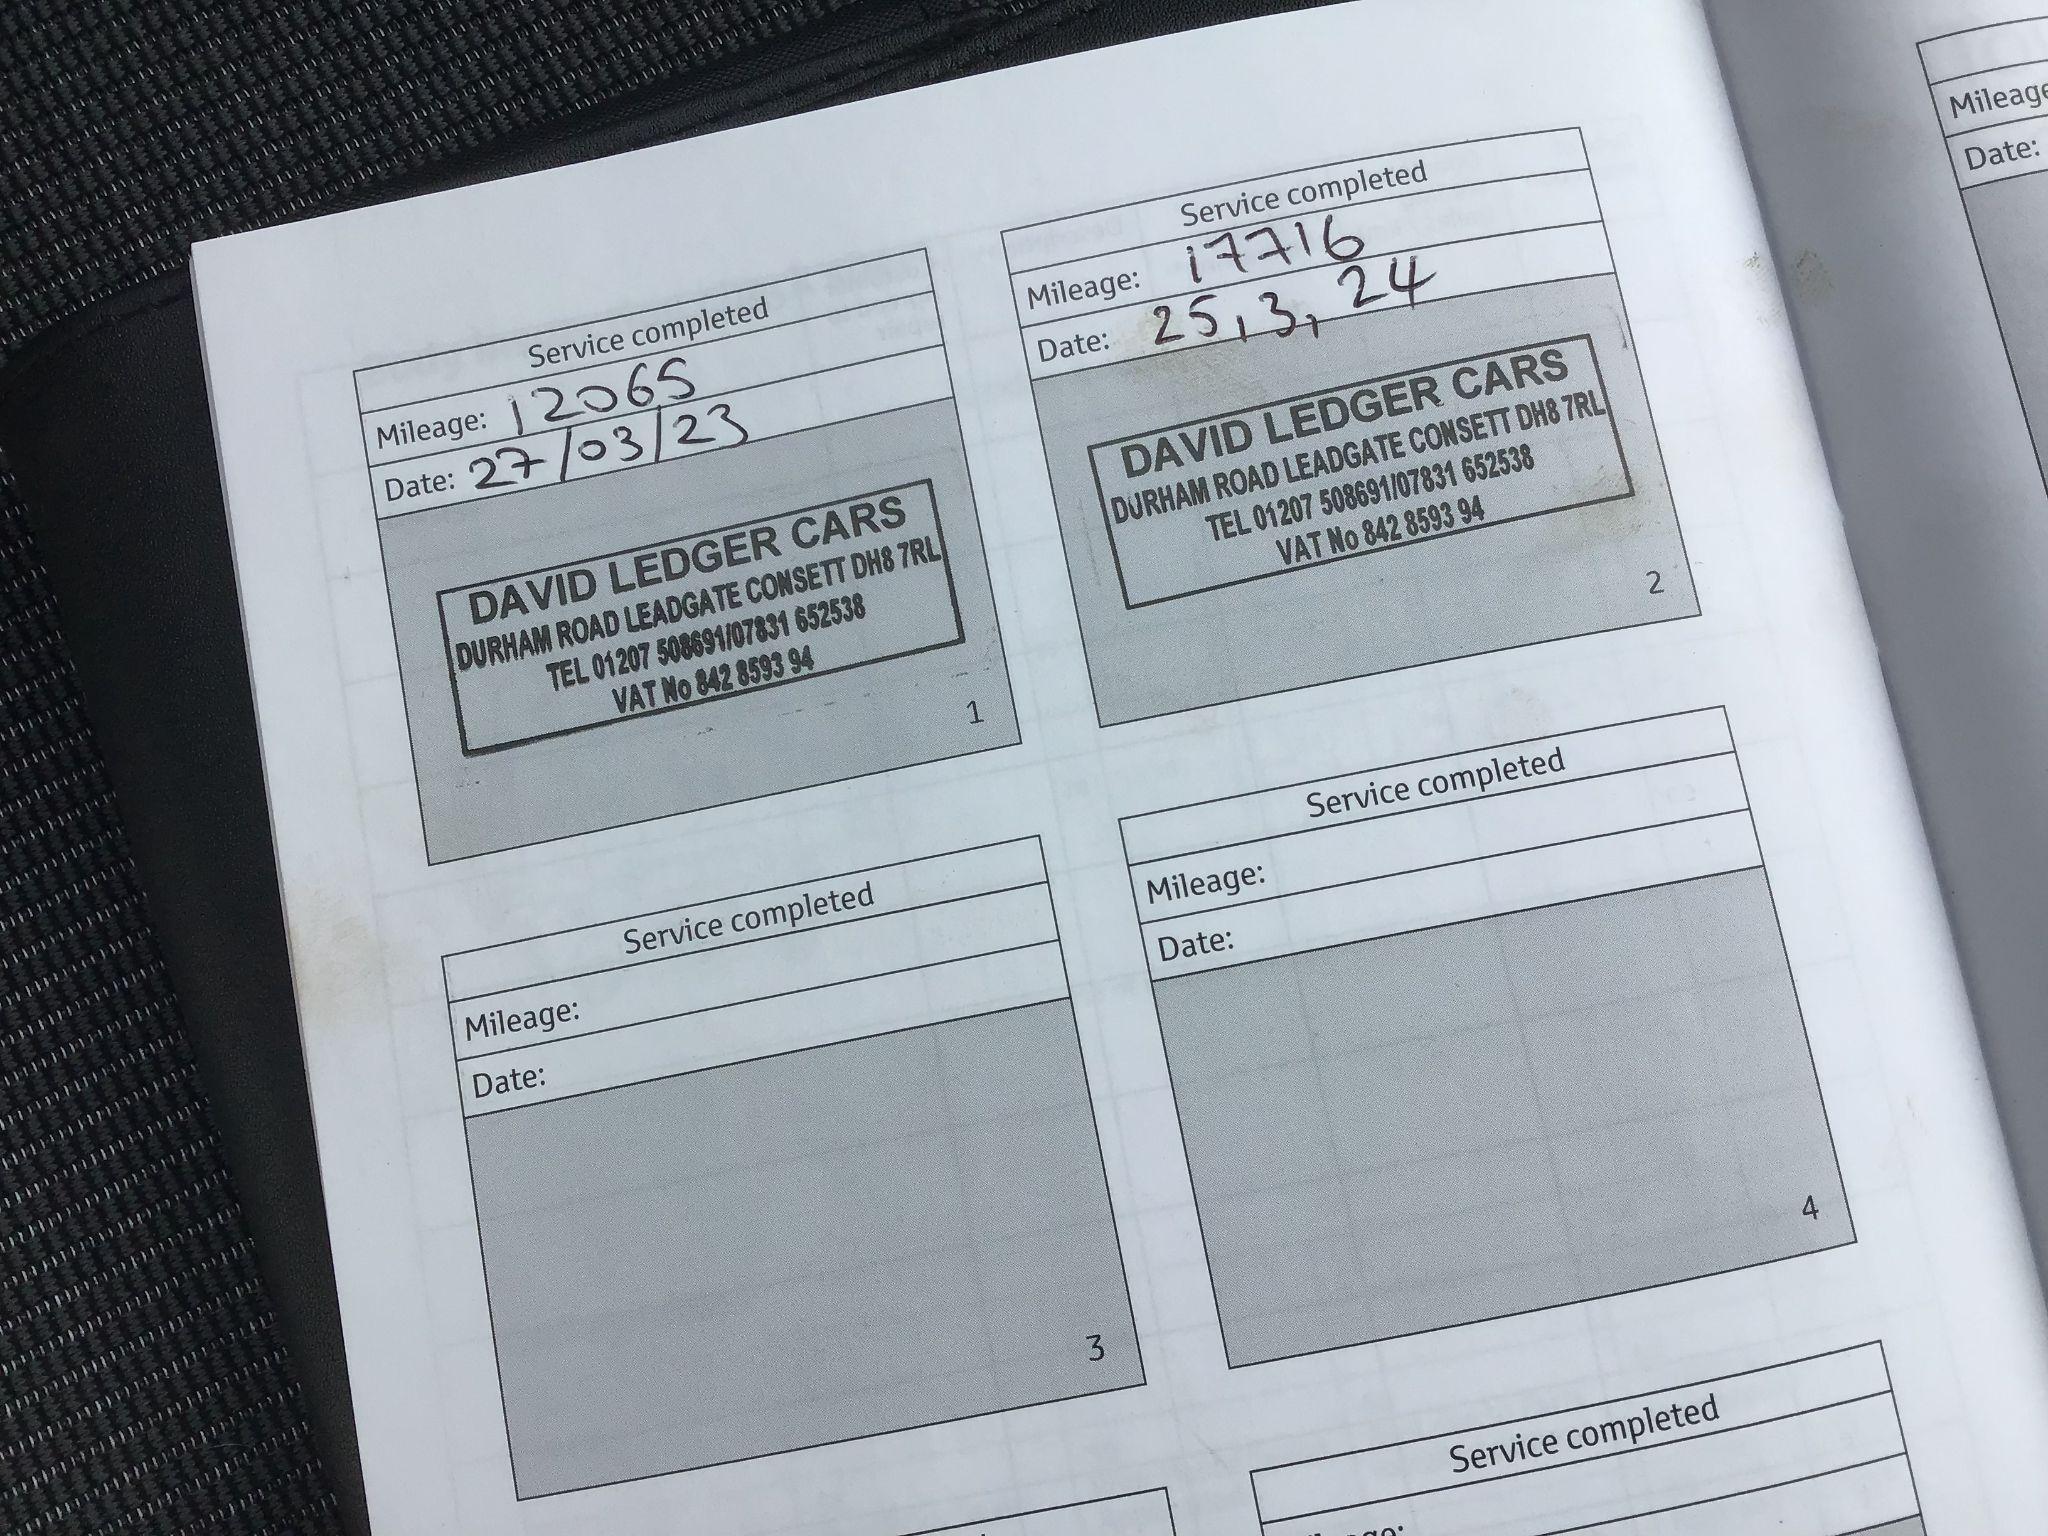 Service completed
Mileage: 12065
Date: 27/03/23
DAVID LEDGER CARS
DURHAM ROAD LEADGATE CONSETT DH8 7RL
TEL 01207 508691/07831 652538
VAT No 842 8593 94
1
Service completed
Mileage: 17716
Date: 25,3,24
DAVID LEDGER CARS
DURHAM ROAD LEADGATE CONSETT DH8 7RL
TEL 01207 508691/07831 652538
VAT No 842 8593 94
2
Service completed
Mileage:
Date:
3
Service completed
Mileage:
Date:
4
Service completed
Mileage
Date: